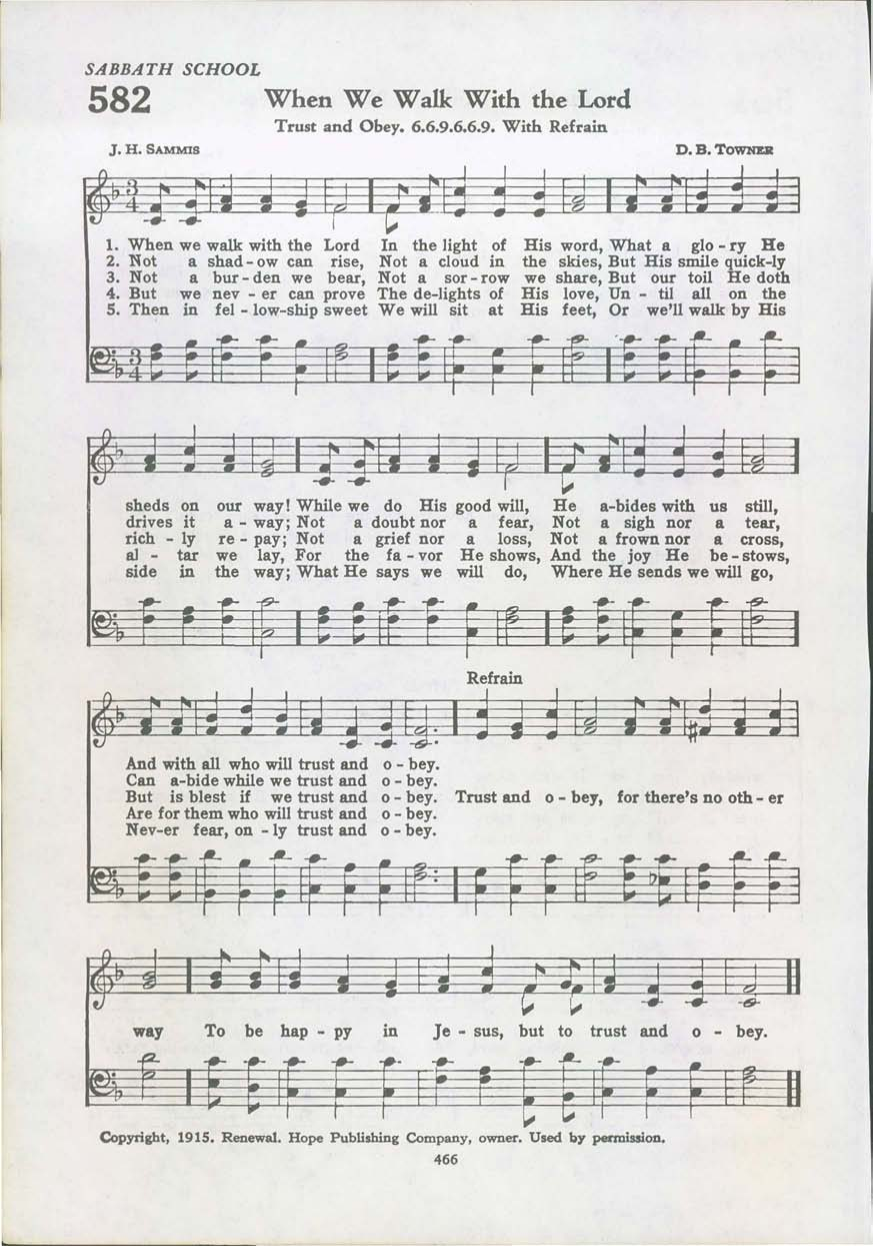 SABBATH SCHOOL
582 When We Walk With the Lord
Trust and Obey. 6.6.9.6.6.9. With Refrain
J. H. SAMMIS D. B. TOWNER
1. When we walk with the Lord In the light of His word, What a glo - ry He
2. Not a shad - ow can rise, Not a cloud in the skies, But His smile quick-ly
3. Not a bur - den we bear, Not a sor - row we share, But our toil He doth
4. But we nev - er can prove The de-lights of His love, Un - til all on the
5. Then in fel - low-ship sweet We will sit at His feet, Or we'll walk by His
sheds on our way! While we do His good will, He a-bides with us still,
drives it a - way; Not a doubt nor a fear, Not a sigh nor a tear,
rich - ly re - pay; Not a grief nor a loss, Not a frown nor a cross,
al - tar we lay, For the fa - vor He shows, And the joy He be - stows,
side in the way; What He says we will do, Where He sends we will go,
Refrain
And with all who will trust and o - bey.
Can a-bide while we trust and o - bey.
But is blest if we trust and o - bey. Trust and o - bey, for there's no oth - er
Are for them who will trust and o - bey.
Nev-er fear, on - ly trust and o - bey.
way To be hap - py in Je - sus, but to trust and o - bey.
Copyright, 1915. Renewal. Hope Publishing Company, owner. Used by permission.
466